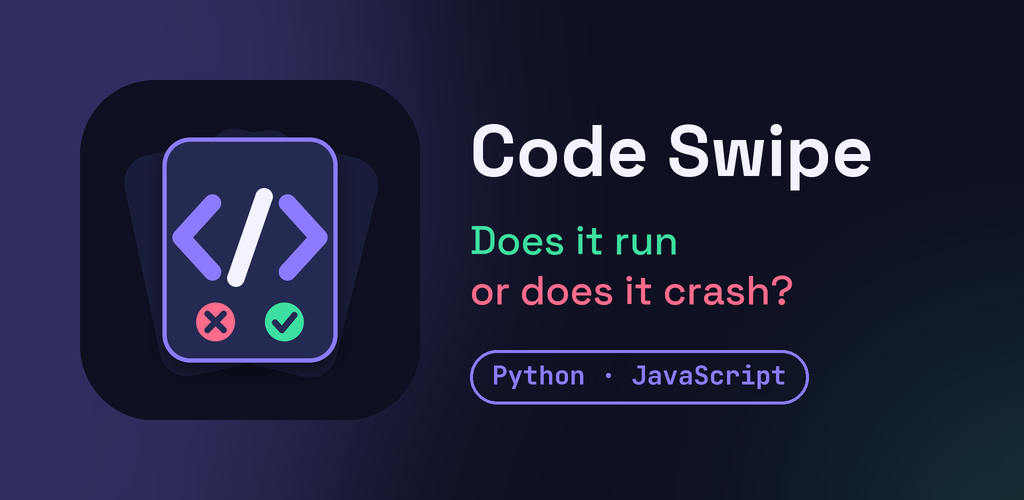 </>
Code Swipe
Does it run
or does it crash?
Python · JavaScript